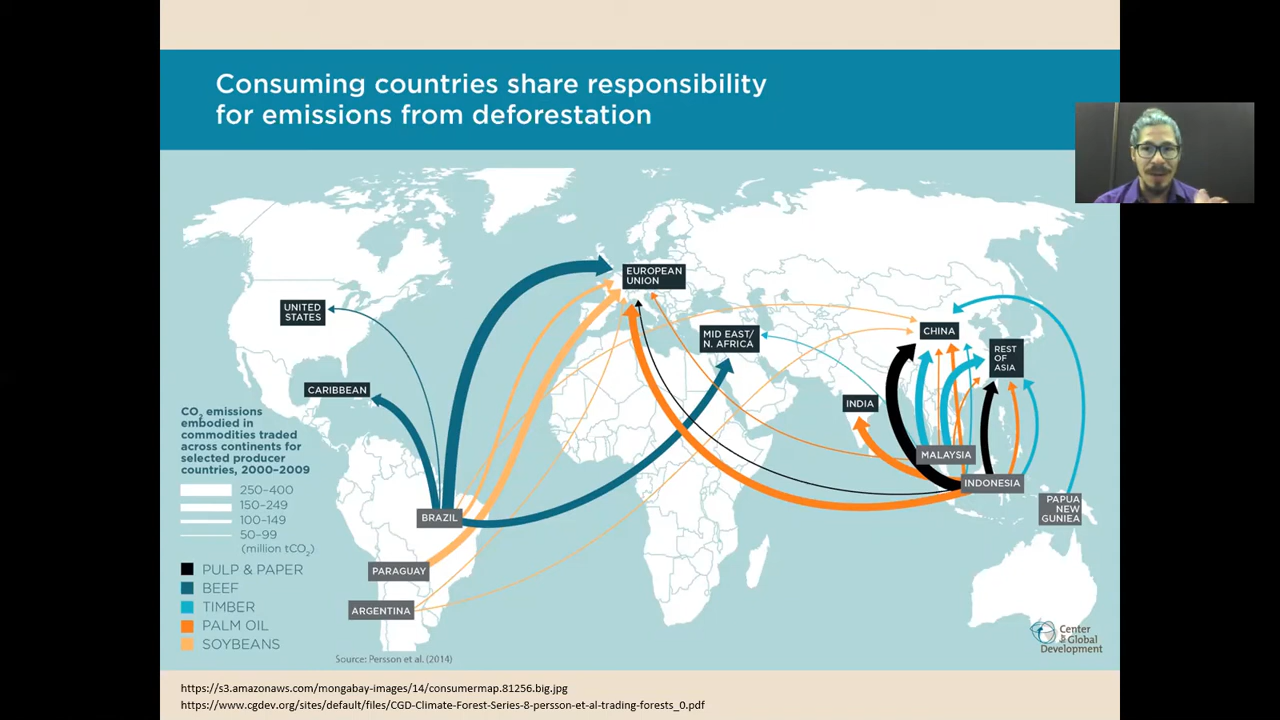 Consuming countries share responsibility
for emissions from deforestation
EUROPEAN
UNION
UNITED
STATES
MID EAST/
N. AFRICA
CHINA
REST
OF
ASIA
CARIBBEAN
INDIA
CO₂ emissions
embodied in
commodities traded
across continents for
selected producer
countries, 2000–2009
250–400
150–249
100–149
50–99
(million tCO₂)
MALAYSIA
INDONESIA
BRAZIL
PAPUA
NEW
GUNIEA
PARAGUAY
ARGENTINA
PULP & PAPER
BEEF
TIMBER
PALM OIL
SOYBEANS
Source: Persson et al. (2014)
Center
for Global
Development
https://s3.amazonaws.com/mongabay-images/14/consumermap.81256.big.jpg
https://www.cgdev.org/sites/default/files/CGD-Climate-Forest-Series-8-persson-et-al-trading-forests_0.pdf